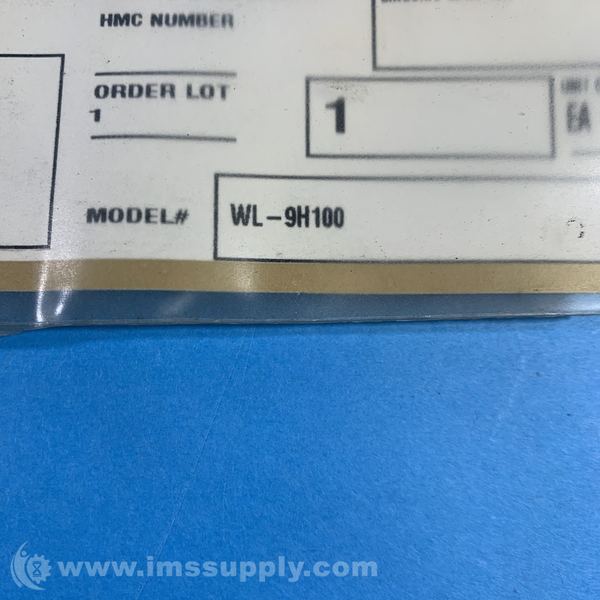 HMC NUMBER
ORDER LOT
1
1
EA
MODEL#
WL-9H100
www.imssupply.com